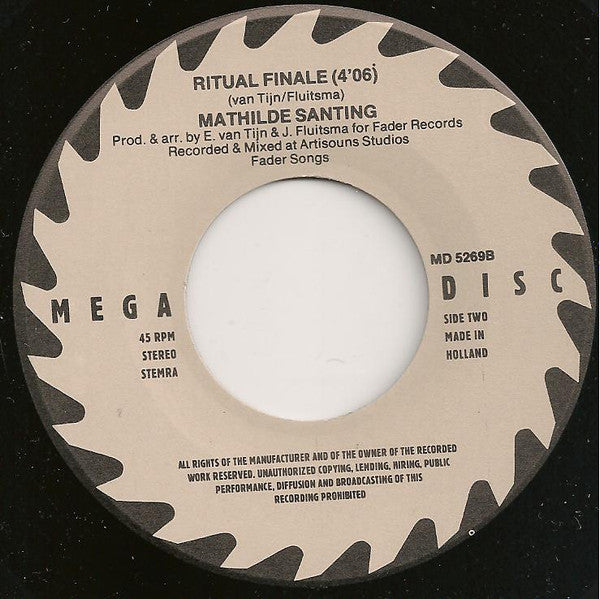 RITUAL FINALE (4'06)
(van Tijn/Fluitsma)
MATHILDE SANTING
Prod. & arr. by E. van Tijn & J. Fluitsma for Fader Records
Recorded & Mixed at Artisouns Studios
Fader Songs
MEGA DISC
45 RPM
STEREO
STEMRA
MD 5269B
SIDE TWO
MADE IN
HOLLAND
ALL RIGHTS OF THE MANUFACTURER AND OF THE OWNER OF THE RECORDED
WORK RESERVED. UNAUTHORIZED COPYING, LENDING, HIRING, PUBLIC
PERFORMANCE, DIFFUSION AND BROADCASTING OF THIS
RECORDING PROHIBITED